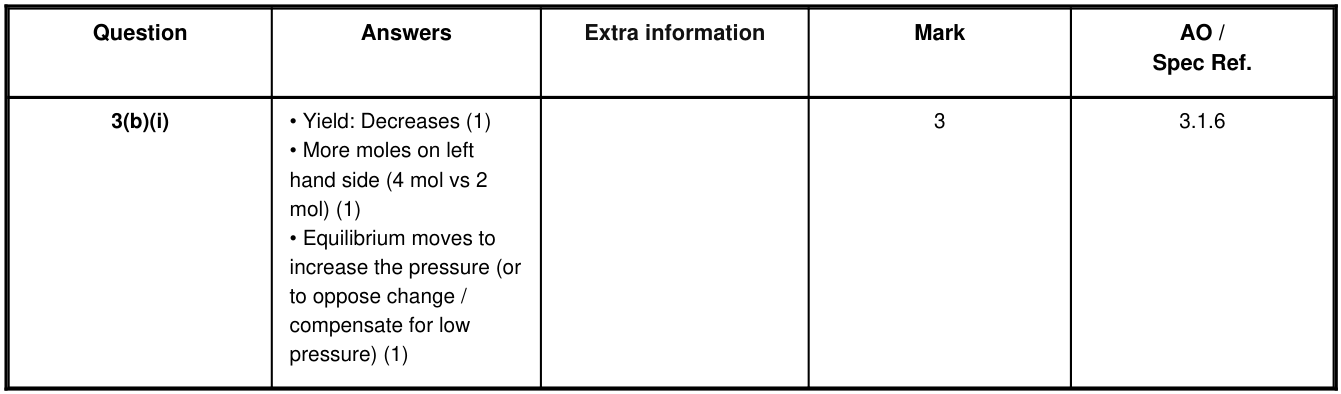 Question Answers Extra information Mark AO /
Spec Ref.
3(b)(i) • Yield: Decreases (1) 3 3.1.6
• More moles on left
hand side (4 mol vs 2
mol) (1)
• Equilibrium moves to
increase the pressure (or
to oppose change /
compensate for low
pressure) (1)